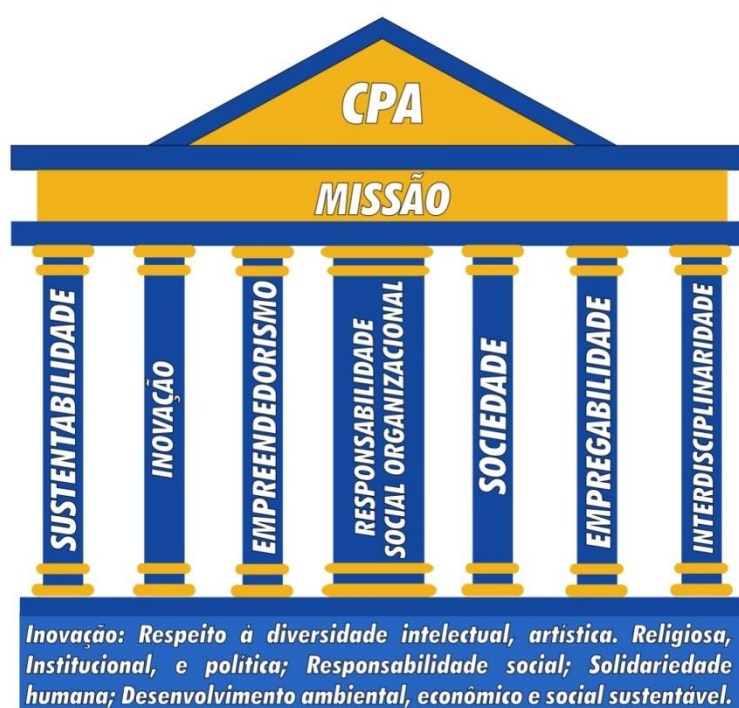 CPA
MISSÃO
SUSTENTABILIDADE
INOVAÇÃO
EMPREENDEDORISMO
RESPONSABILIDADE
SOCIAL ORGANIZACIONAL
SOCIEDADE
EMPREGABILIDADE
INTERDISCIPLINARIDADE
Inovação: Respeito à diversidade intelectual, artística. Religiosa,
Institucional, e política; Responsabilidade social; Solidariedade
humana; Desenvolvimento ambiental, econômico e social sustentável.